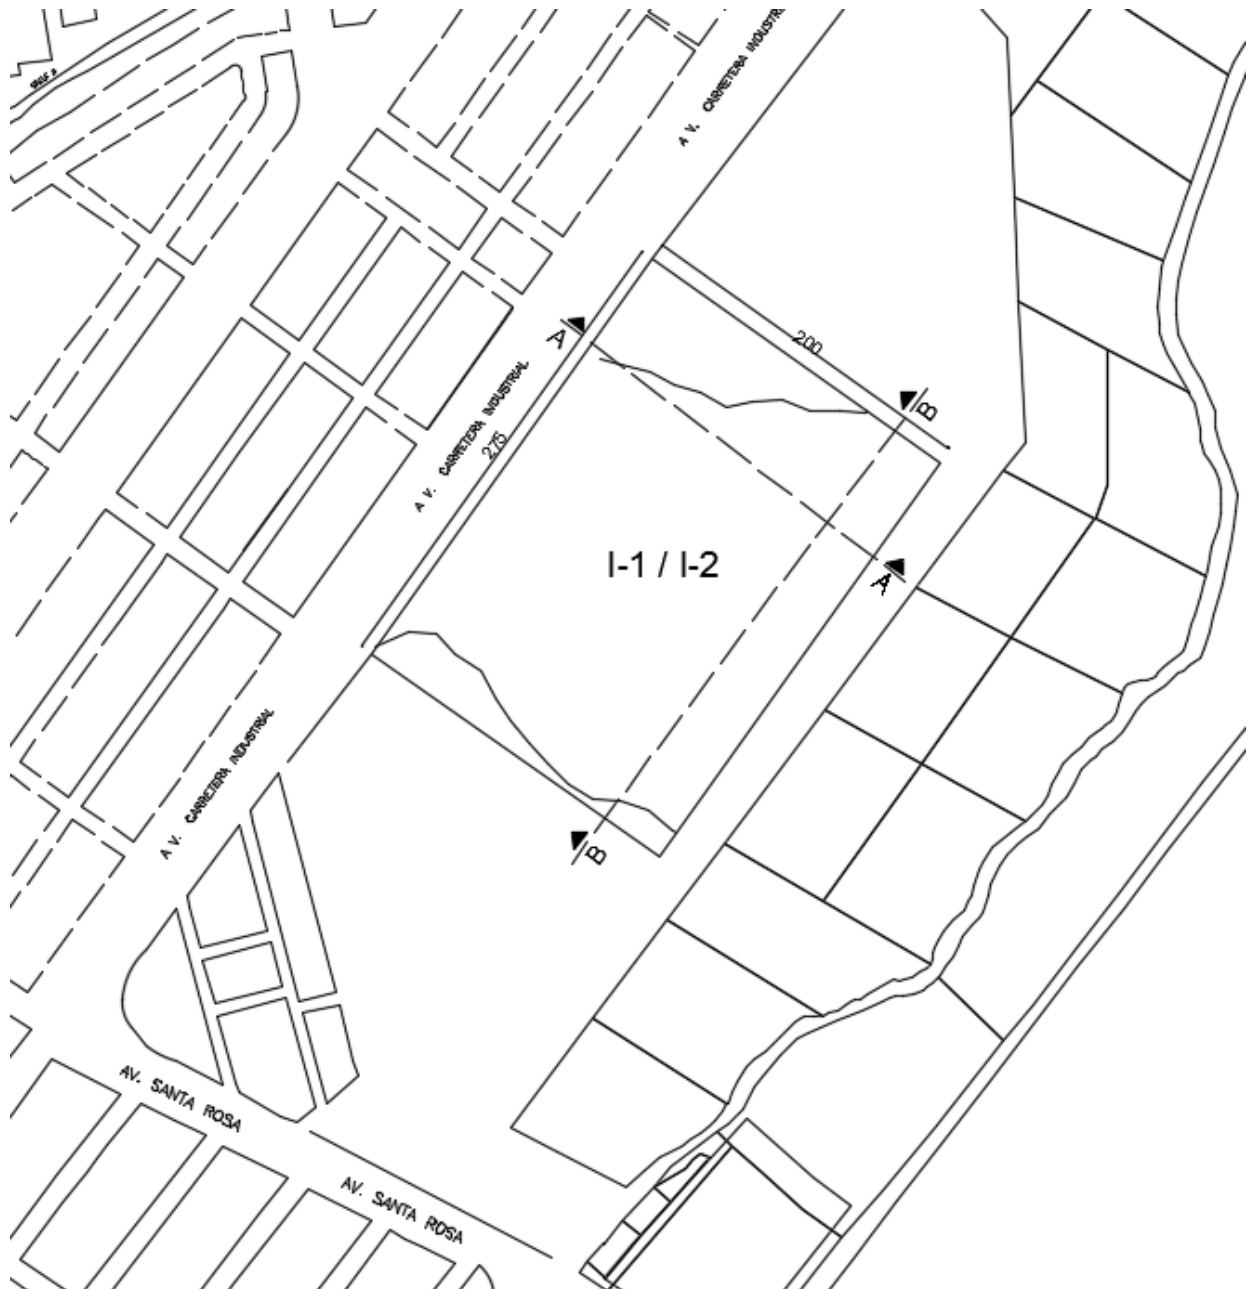 A V. CARRETERA INDUSTRIAL
200
A
B
A V. CARRETERA INDUSTRIAL
275
I-1 / I-2
A
A V. CARRETERA INDUSTRIAL
B
AV. SANTA ROSA
AV. SANTA ROSA